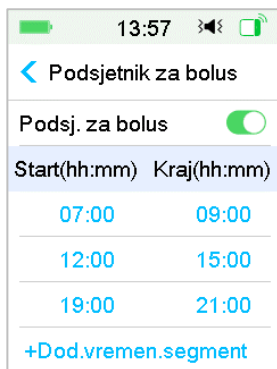 13:57
Podsjetnik za bolus
Podsj. za bolus
Start(hh:mm) Kraj(hh:mm)
07:00 09:00
12:00 15:00
19:00 21:00
+Dod.vremen.segment